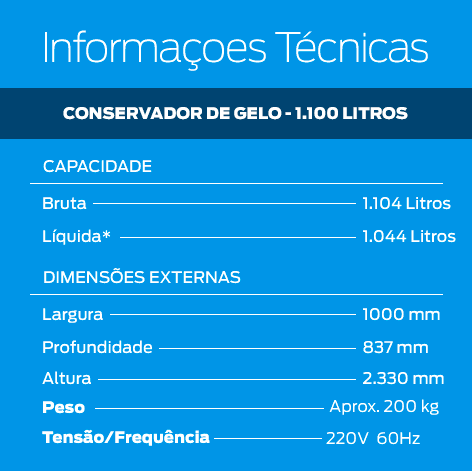 Informaçoes Técnicas
CONSERVADOR DE GELO - 1.100 LITROS
CAPACIDADE
Bruta 1.104 Litros
Líquida* 1.044 Litros
DIMENSÕES EXTERNAS
Largura 1000 mm
Profundidade 837 mm
Altura 2.330 mm
Peso Aprox. 200 kg
Tensão/Frequência 220V 60Hz